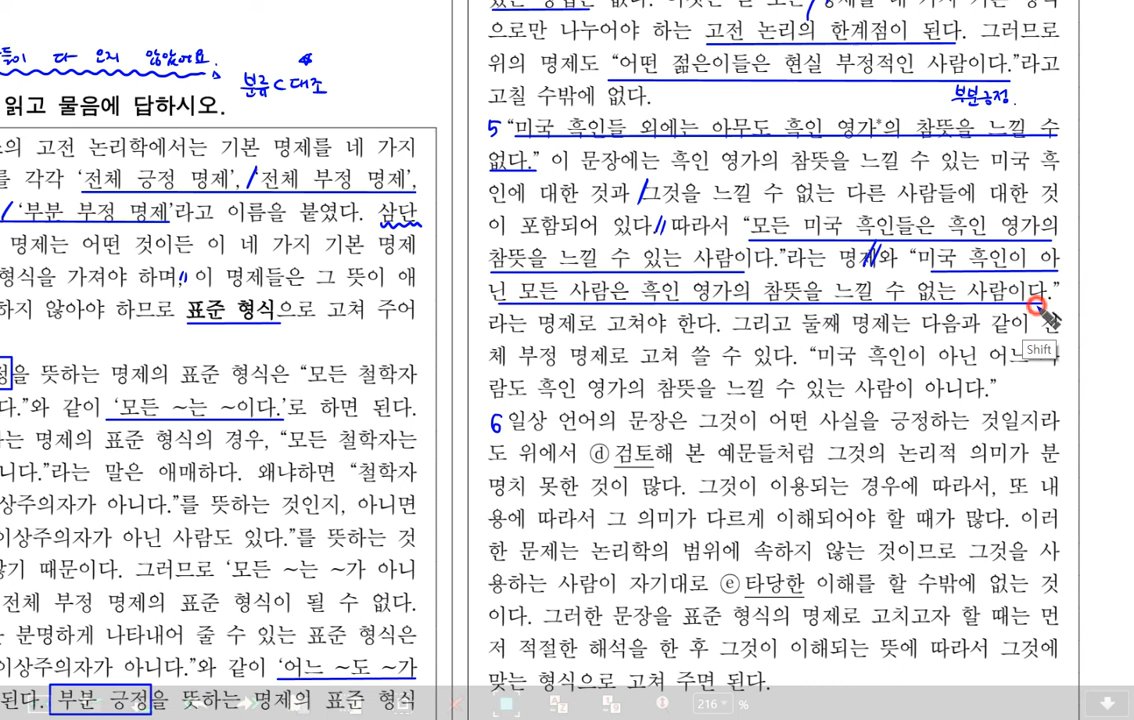 들이 다 오지 않았어요.
분류 ⊂ 대조
읽고 물음에 답하시오.
의 고전 논리학에서는 기본 명제를 네 가지
를 각각 ‘전체 긍정 명제’, ‘전체 부정 명제’,
‘부분 부정 명제’라고 이름을 붙였다. 삼단
명제는 어떤 것이든 이 네 가지 기본 명제
형식을 가져야 하며, 이 명제들은 그 뜻이 애
하지 않아야 하므로 표준 형식으로 고쳐 주어
정을 뜻하는 명제의 표준 형식은 “모든 철학자
다.”와 같이 ‘모든 ~는 ~이다.’로 하면 된다.
하는 명제의 표준 형식의 경우, “모든 철학자는
니다.”라는 말은 애매하다. 왜냐하면 “철학자
상주의자가 아니다.”를 뜻하는 것인지, 아니면
이상주의자가 아닌 사람도 있다.”를 뜻하는 것
않기 때문이다. 그러므로 ‘모든 ~는 ~가 아니
전체 부정 명제의 표준 형식이 될 수 없다.
분명하게 나타내어 줄 수 있는 표준 형식은
이상주의자가 아니다.”와 같이 ‘어느 ~도 ~가
된다. 부분 긍정을 뜻하는 명제의 표준 형식
으로만 나누어야 하는 고전 논리의 한계점이 된다. 그러므로
위의 명제도 “어떤 젊은이들은 현실 부정적인 사람이다.”라고
고칠 수밖에 없다.
부분긍정.
5 “미국 흑인들 외에는 아무도 흑인 영가*의 참뜻을 느낄 수
없다.” 이 문장에는 흑인 영가의 참뜻을 느낄 수 있는 미국 흑
인에 대한 것과 그것을 느낄 수 없는 다른 사람들에 대한 것
이 포함되어 있다. 따라서 “모든 미국 흑인들은 흑인 영가의
참뜻을 느낄 수 있는 사람이다.”라는 명제와 “미국 흑인이 아
닌 모든 사람은 흑인 영가의 참뜻을 느낄 수 없는 사람이다.”
라는 명제로 고쳐야 한다. 그리고 둘째 명제는 다음과 같이 전
Shift
체 부정 명제로 고쳐 쓸 수 있다. “미국 흑인이 아닌 어느 사
람도 흑인 영가의 참뜻을 느낄 수 있는 사람이 아니다.”
6 일상 언어의 문장은 그것이 어떤 사실을 긍정하는 것일지라
도 위에서 ⓓ검토해 본 예문들처럼 그것의 논리적 의미가 분
명치 못한 것이 많다. 그것이 이용되는 경우에 따라서, 또 내
용에 따라서 그 의미가 다르게 이해되어야 할 때가 많다. 이러
한 문제는 논리학의 범위에 속하지 않는 것이므로 그것을 사
용하는 사람이 자기대로 ⓔ타당한 이해를 할 수밖에 없는 것
이다. 그러한 문장을 표준 형식의 명제로 고치고자 할 때는 먼
저 적절한 해석을 한 후 그것이 이해되는 뜻에 따라서 그것에
맞는 형식으로 고쳐 주면 된다.
216 %